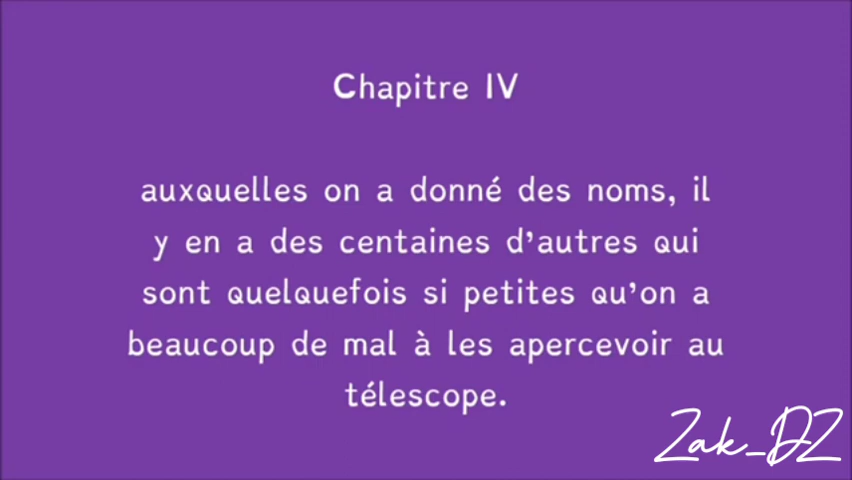 Chapitre IV
auxquelles on a donné des noms, il
y en a des centaines d'autres qui
sont quelquefois si petites qu'on a
beaucoup de mal à les apercevoir au
télescope.
Zak_DZ